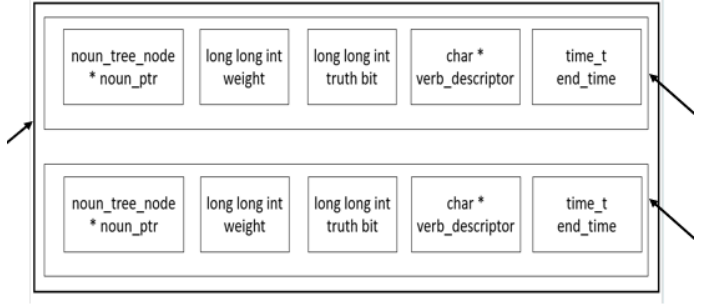 noun_tree_node
* noun_ptr
long long int
weight
long long int
truth bit
char *
verb_descriptor
time_t
end_time
noun_tree_node
* noun_ptr
long long int
weight
long long int
truth bit
char *
verb_descriptor
time_t
end_time